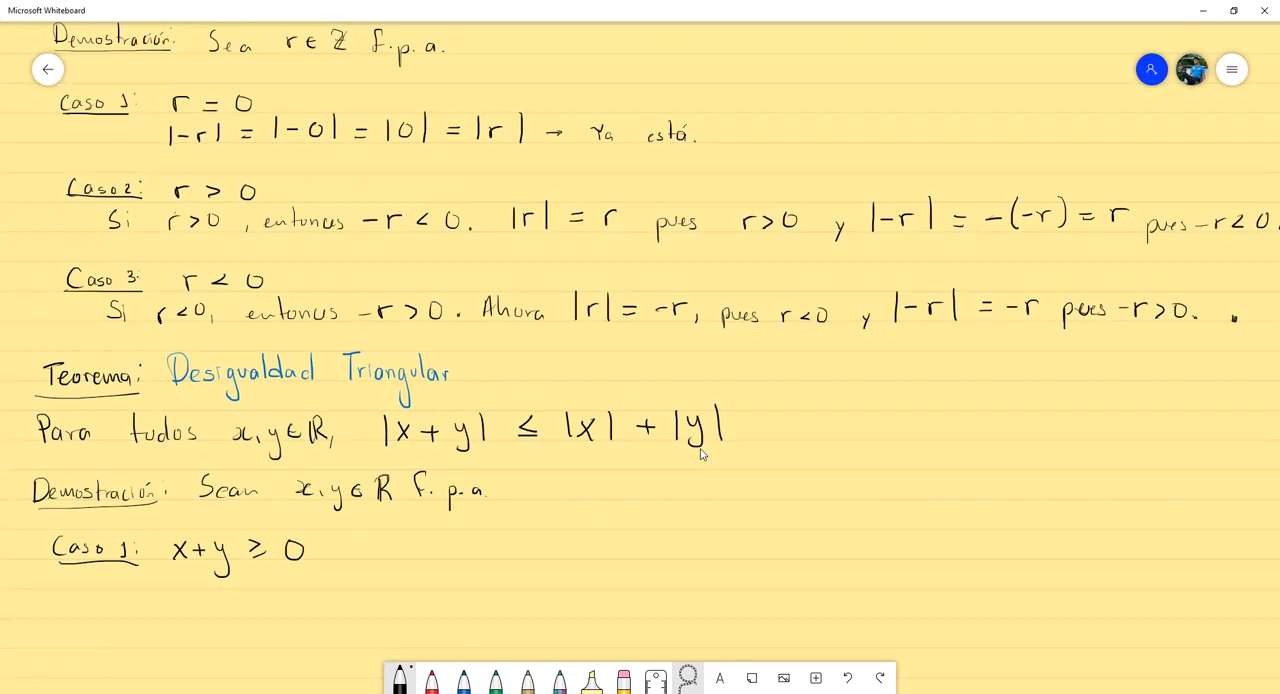 Microsoft Whiteboard
Demostración: Sea r ∈ ℤ f.p.a.
Caso 1: r = 0
|-r| = |-0| = |0| = |r| → Ya está.
Caso 2: r > 0
Si r > 0, entonces -r < 0. |r| = r pues r > 0 y |-r| = -(-r) = r pues -r < 0.
Caso 3: r < 0
Si r < 0, entonces -r > 0. Ahora |r| = -r, pues r < 0 y |-r| = -r pues -r > 0.
Teorema: Desigualdad Triangular
Para todos x, y ∈ ℝ, |x + y| ≤ |x| + |y|
Demostración: Sean x, y ∈ ℝ f.p.a.
Caso 1: x + y ≥ 0
A